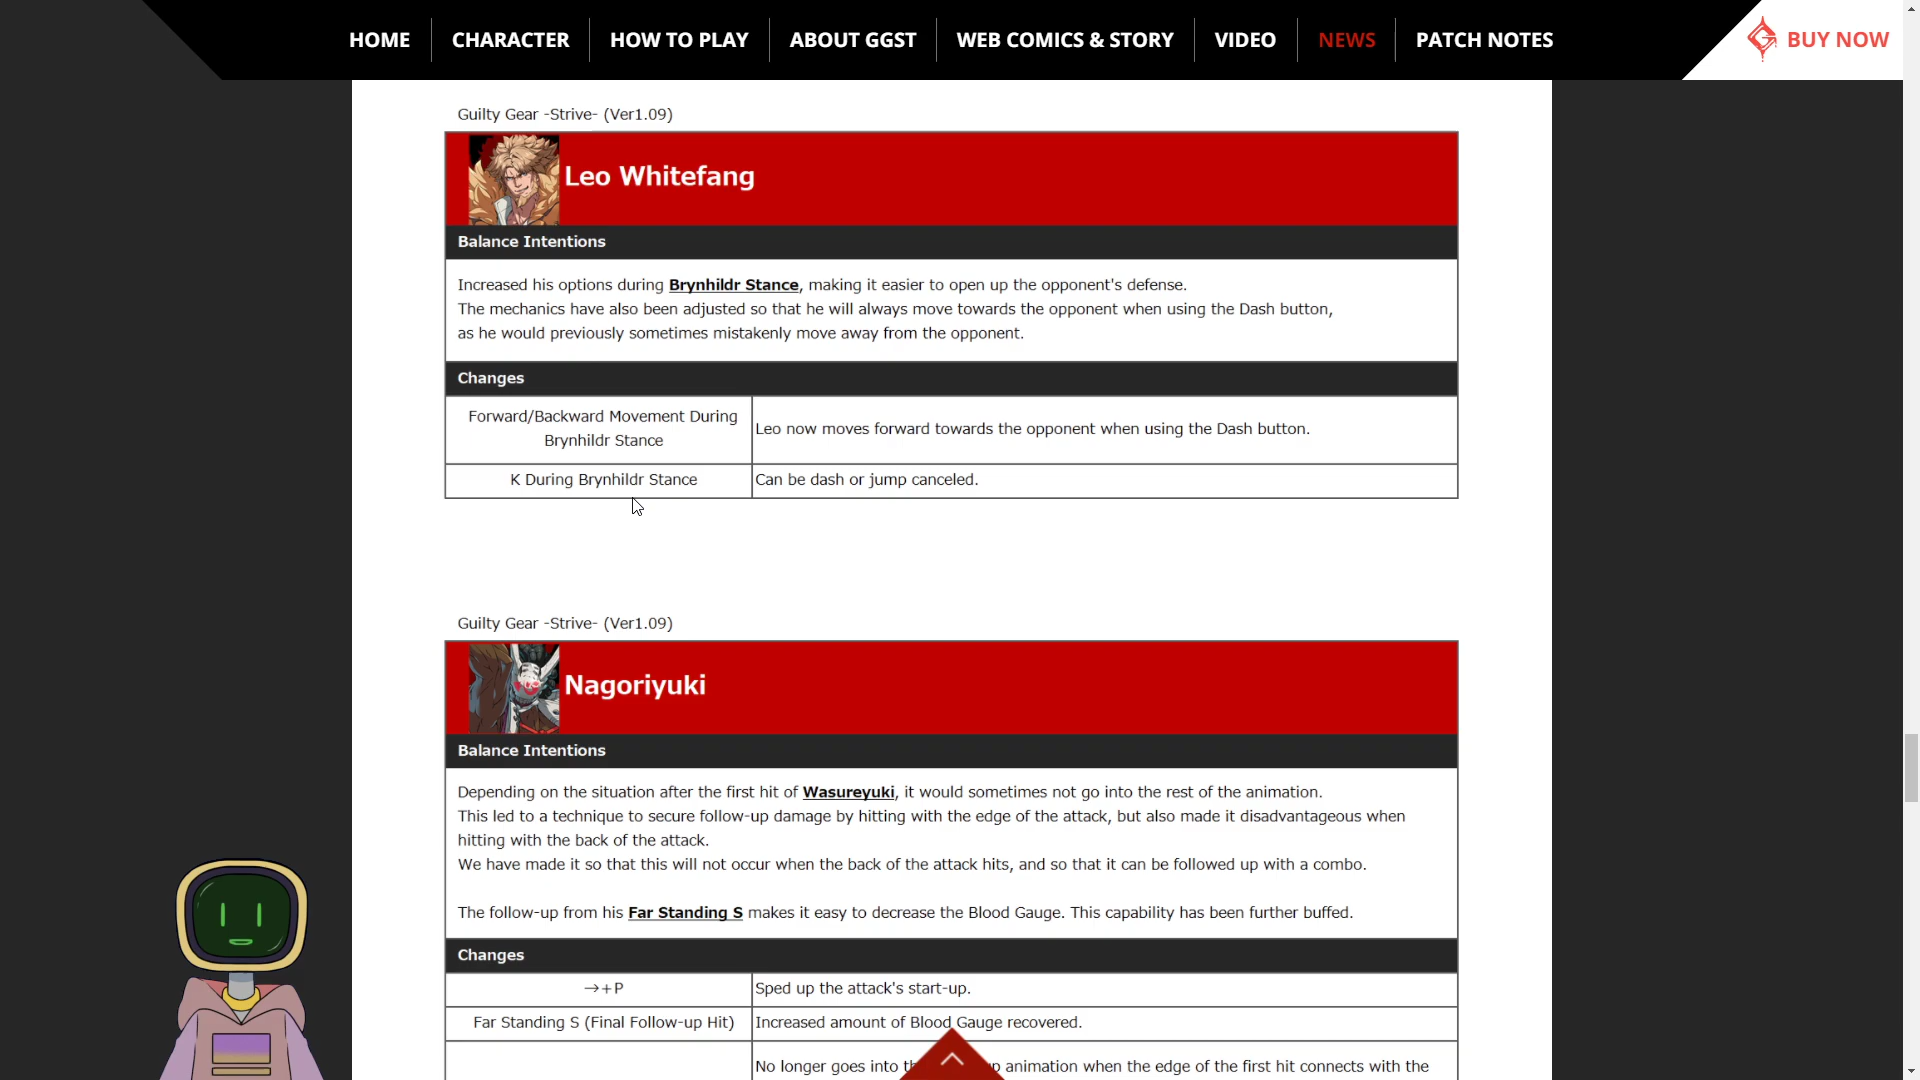 HOME
CHARACTER
HOW TO PLAY
ABOUT GGST
WEB COMICS & STORY
VIDEO
NEWS
PATCH NOTES
BUY NOW
Guilty Gear -Strive- (Ver1.09)
Leo Whitefang
Balance Intentions
Increased his options during Brynhildr Stance, making it easier to open up the opponent's defense.
The mechanics have also been adjusted so that he will always move towards the opponent when using the Dash button,
as he would previously sometimes mistakenly move away from the opponent.
Changes
Forward/Backward Movement During
Brynhildr Stance
Leo now moves forward towards the opponent when using the Dash button.
K During Brynhildr Stance
Can be dash or jump canceled.
Guilty Gear -Strive- (Ver1.09)
Nagoriyuki
Balance Intentions
Depending on the situation after the first hit of Wasureyuki, it would sometimes not go into the rest of the animation.
This led to a technique to secure follow-up damage by hitting with the edge of the attack, but also made it disadvantageous when
hitting with the back of the attack.
We have made it so that this will not occur when the back of the attack hits, and so that it can be followed up with a combo.
The follow-up from his Far Standing S makes it easy to decrease the Blood Gauge. This capability has been further buffed.
Changes
→+P
Sped up the attack's start-up.
Far Standing S (Final Follow-up Hit)
Increased amount of Blood Gauge recovered.
No longer goes into animation when the edge of the first hit connects with the